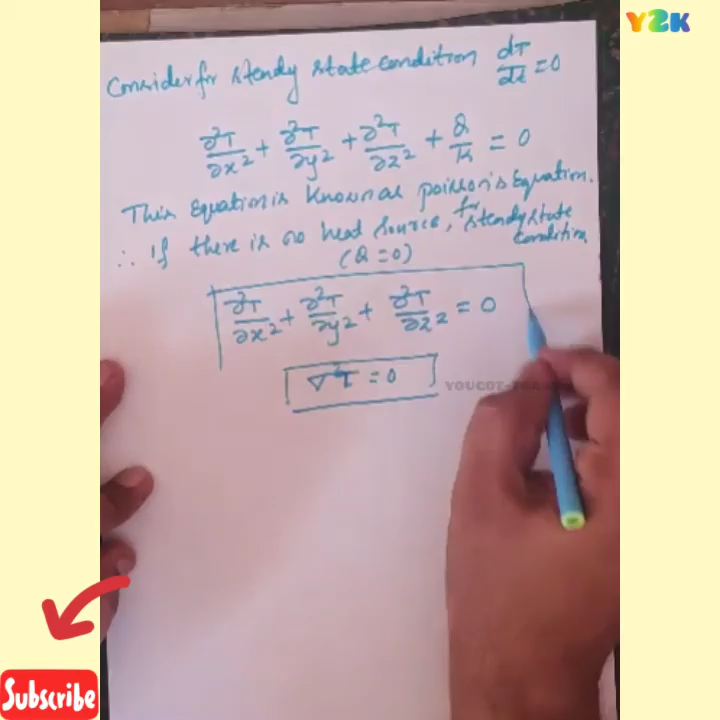 Y2K
Consider for steady state condition dT/dt = 0
∂²T/∂x² + ∂²T/∂y² + ∂²T/∂z² + Q/K = 0
This Equation is Known as poisson's Equation.
∴ If there is no heat source, for steady state condition.
(Q = 0)
∂²T/∂x² + ∂²T/∂y² + ∂²T/∂z² = 0
∇²T = 0
Subscribe